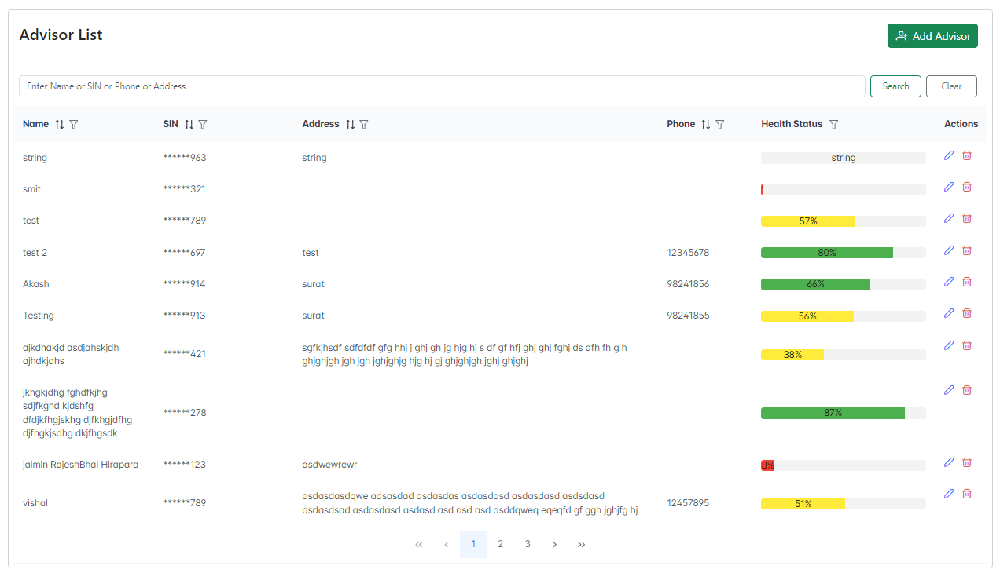 Advisor List
Add Advisor
Enter Name or SIN or Phone or Address
Search
Clear
Name SIN Address Phone Health Status Actions
string ******963 string string
smit ******321
test ******789 57%
test 2 ******697 test 12345678 80%
Akash ******914 surat 98241856 66%
Testing ******913 surat 98241855 56%
ajkdhakjd asdjahskjdh
ajhdkjahs
******421
sgfkjhsdf sdfdfdf gfg hhj j ghj gh jg hjg hj s df gf hfj ghj ghj fghj ds dfh fh g h
ghjghjgh jgh jgh jghjghjg hjg hj gj ghjghjgh jghj ghjghj
38%
jkhgkjdhg fghdfkjhg
sdjfkghd kjdshfg
dfdjkfhgjskhg djfkhgjdfhg
djfhgkjsdhg dkjfhgsdk
******278
87%
jaimin RajeshBhai Hirapara ******123 asdwewrewr 8%
vishal
******789
asdasdasdqwe adsasdad asdasdas asdasdasd asdasdasd asdsdasd
asdasdsad asdasdasd asdasd asd asd asd asddqweq eqeqfd gf ggh jghjfg hj
12457895
51%
« ‹ 1 2 3 › »